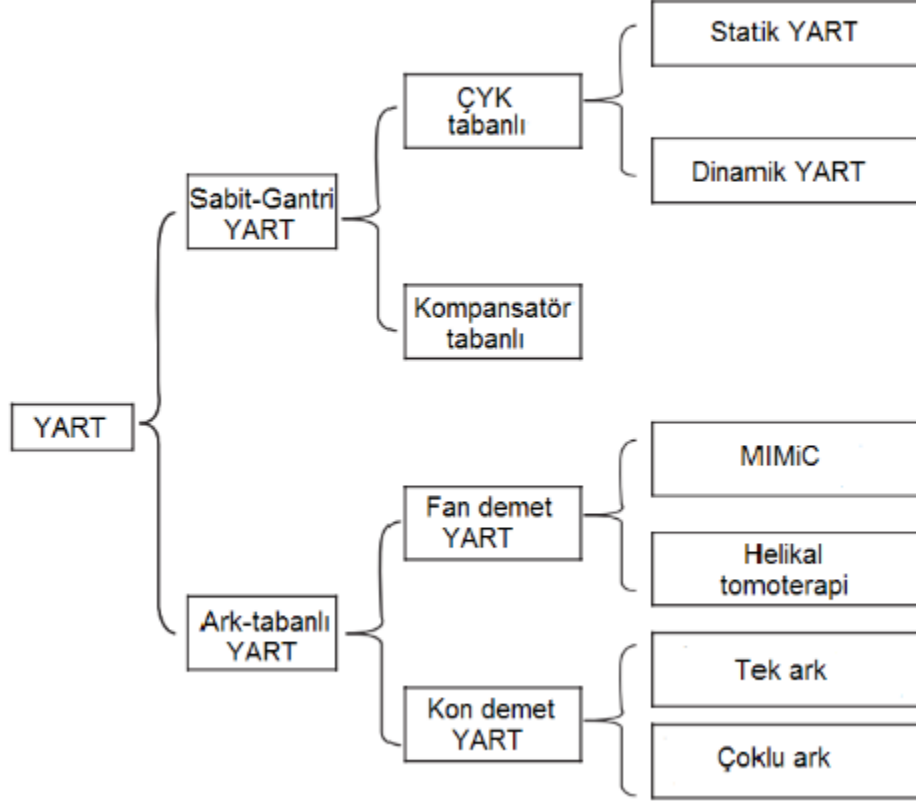 Statik YART
ÇYK
tabanlı
Dinamik YART
Sabit-Gantri
YART
Kompansatör
tabanlı
YART
MIMiC
Fan demet
YART
Helikal
tomoterapi
Ark-tabanlı
YART
Tek ark
Kon demet
YART
Çoklu ark